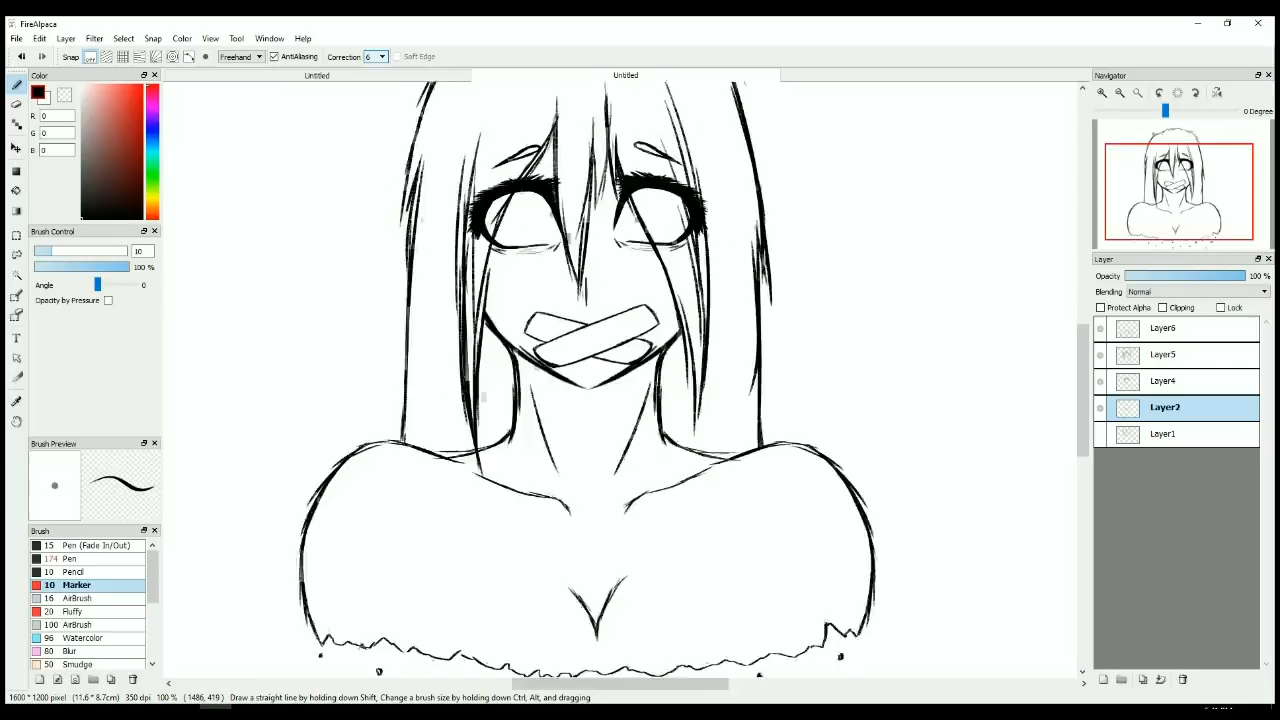 FireAlpaca
File Edit Layer Filter Select Snap Color View Tool Window Help
Snap OFF Freehand AntiAliasing Correction 6 Soft Edge
Color
R 0
G 0
B 0
Brush Control
10
100 %
Angle 0
Opacity by Pressure
Brush Preview
Brush
15 Pen (Fade In/Out)
174 Pen
10 Pencil
10 Marker
16 AirBrush
20 Fluffy
100 AirBrush
96 Watercolor
80 Blur
50 Smudge
Untitled Untitled
Navigator
0 Degree
Layer
Opacity 100 %
Blending Normal
Protect Alpha Clipping Lock
Layer6
Layer5
Layer4
Layer2
Layer1
1600 * 1200 pixel (11.6 * 8.7cm) 350 dpi 100 % ( 1486, 419 ) Draw a straight line by holding down Shift, Change a brush size by holding down Ctrl, Alt, and dragging